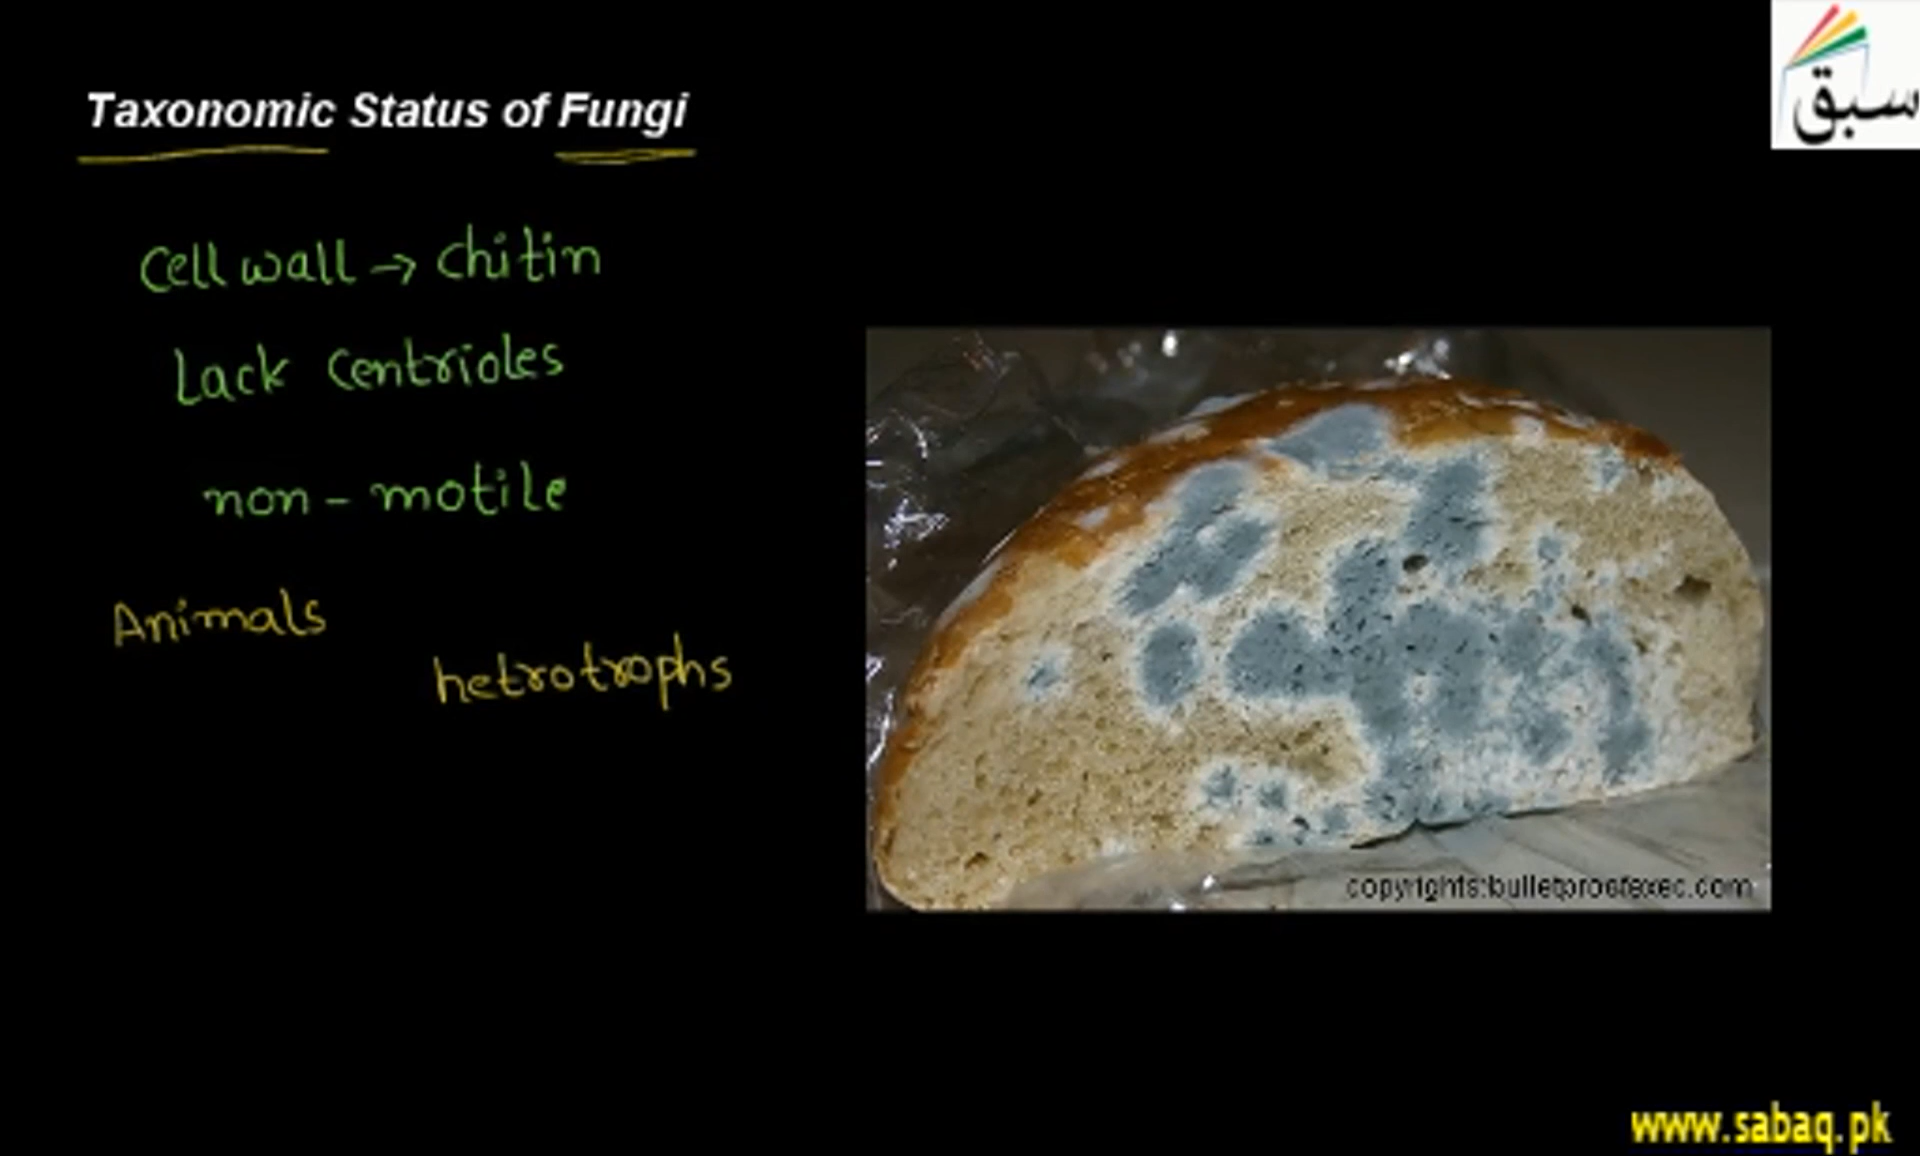 سبق
Taxonomic Status of Fungi
Cell wall → chitin
Lack Centrioles
non - motile
Animals
hetrotrophs
copyrights:bulletproofexec.com
www.sabaq.pk